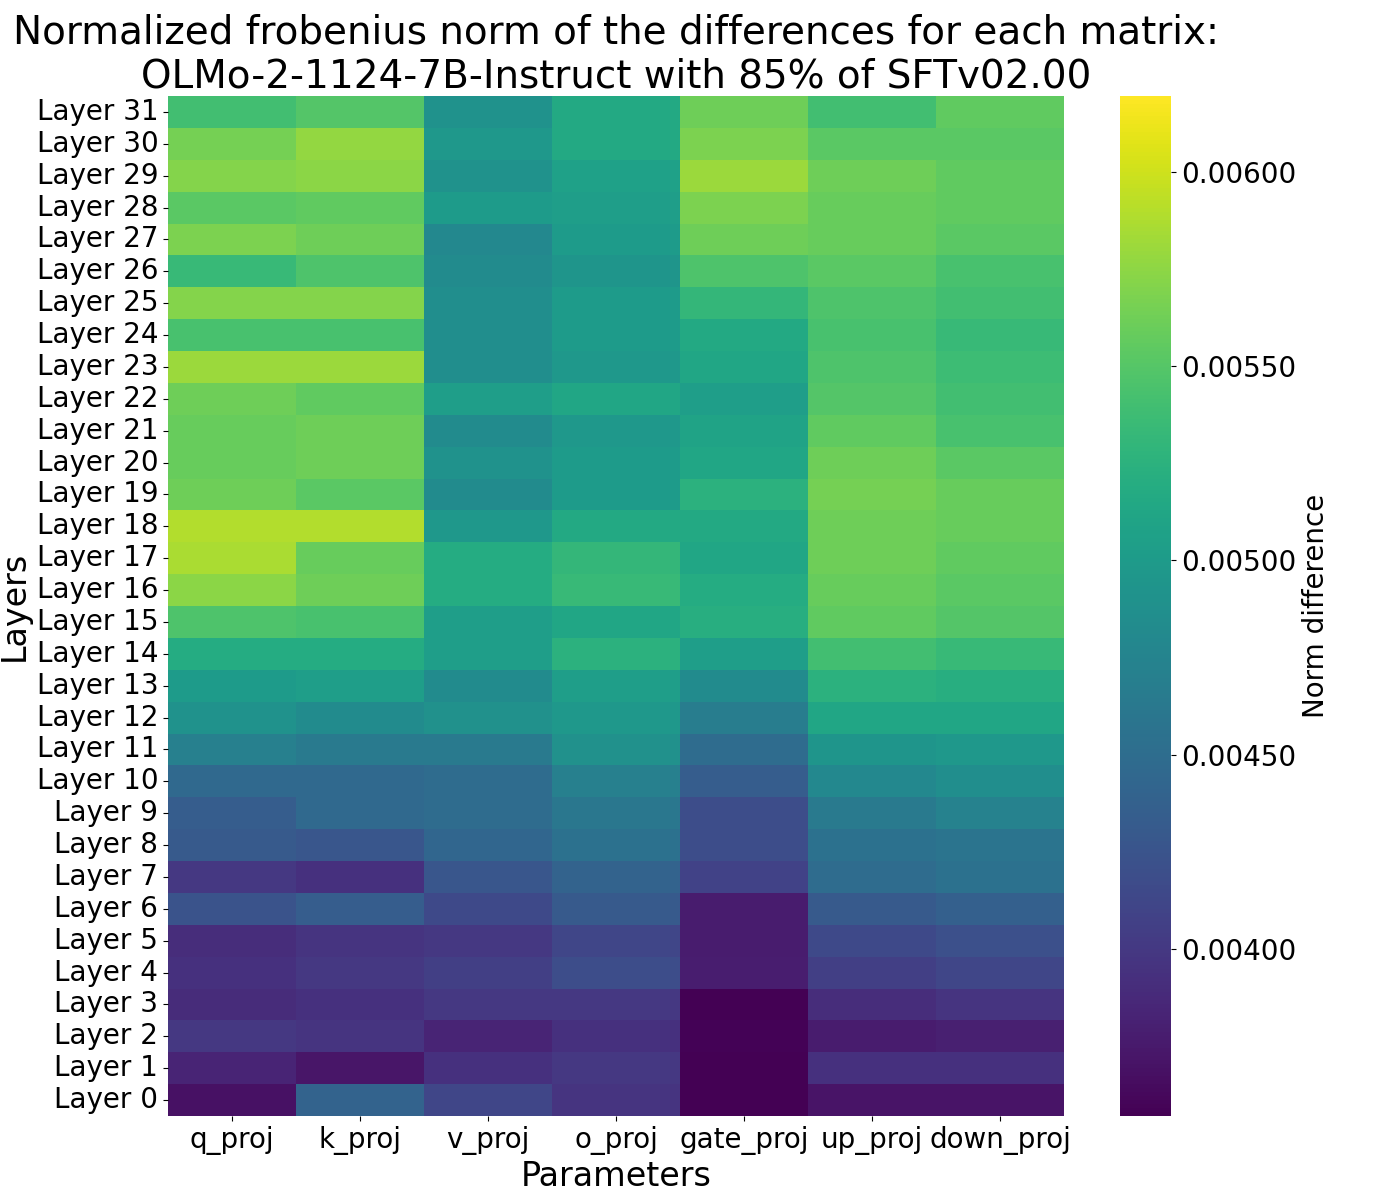 Normalized frobenius norm of the differences for each matrix:
OLMo-2-1124-7B-Instruct with 85% of SFTv02.00
Layers
Layer 31
Layer 30
Layer 29
Layer 28
Layer 27
Layer 26
Layer 25
Layer 24
Layer 23
Layer 22
Layer 21
Layer 20
Layer 19
Layer 18
Layer 17
Layer 16
Layer 15
Layer 14
Layer 13
Layer 12
Layer 11
Layer 10
Layer 9
Layer 8
Layer 7
Layer 6
Layer 5
Layer 4
Layer 3
Layer 2
Layer 1
Layer 0
q_proj k_proj v_proj o_proj gate_proj up_proj down_proj
Parameters
0.00600
0.00550
0.00500
0.00450
0.00400
Norm difference